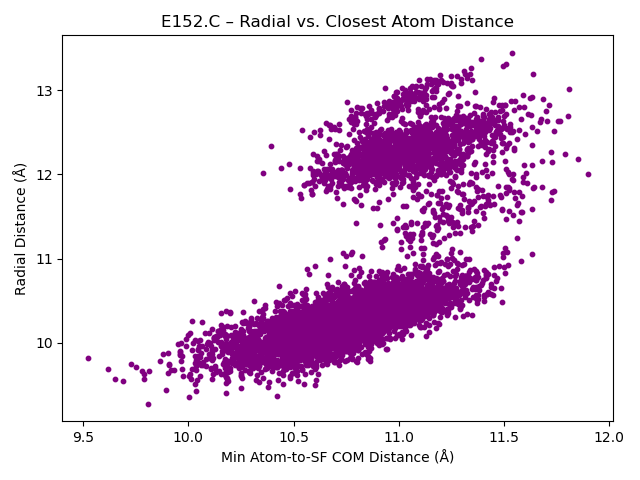 E152.C – Radial vs. Closest Atom Distance
Radial Distance (Å)
13
12
11
10
9.5 10.0 10.5 11.0 11.5 12.0
Min Atom-to-SF COM Distance (Å)